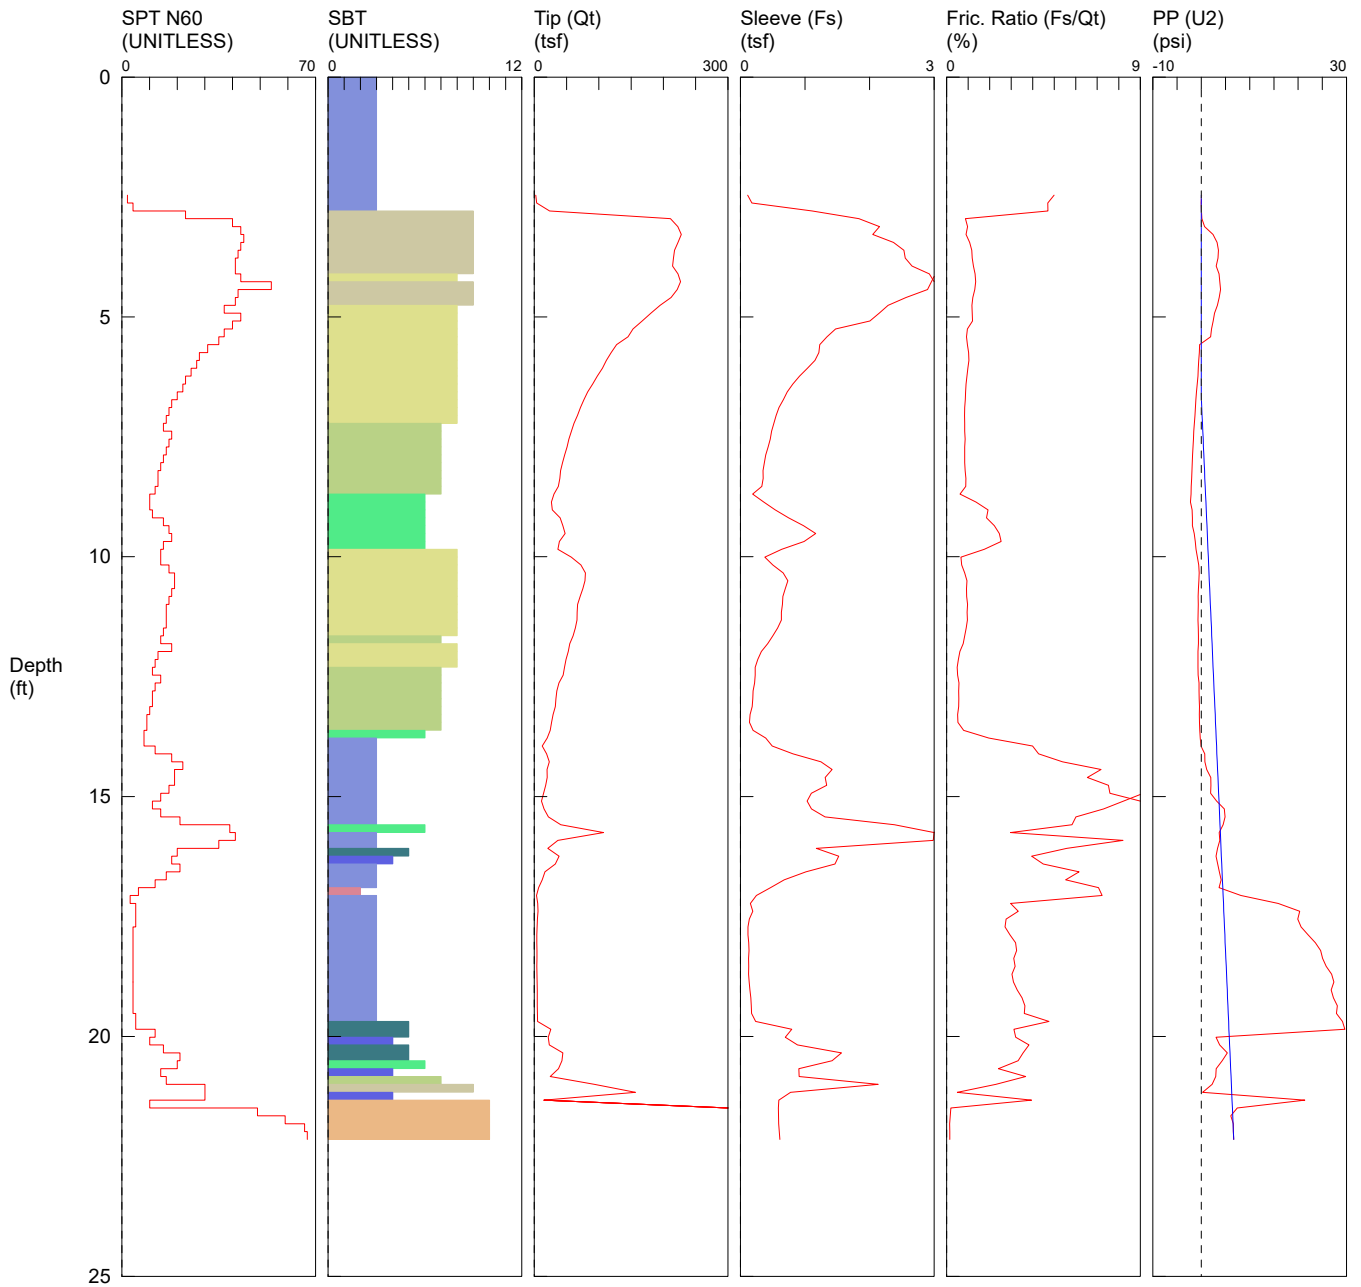 SPT N60
(UNITLESS)
SBT
(UNITLESS)
Tip (Qt)
(tsf)
Sleeve (Fs)
(tsf)
Fric. Ratio (Fs/Qt)
(%)
PP (U2)
(psi)
0
70
0
12
0
300
0
3
0
9
-10
30
0
5
10
Depth
(ft)
15
20
25